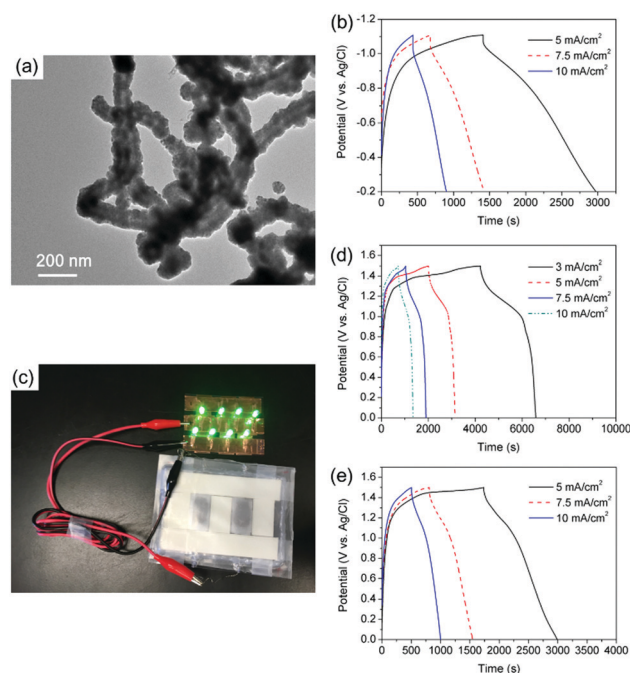 (a)
200 nm
(b)
5 mA/cm²
7.5 mA/cm²
10 mA/cm²
Potential (V vs. Ag/Cl)
-1.2
-1.0
-0.8
-0.6
-0.4
-0.2
0 500 1000 1500 2000 2500 3000
Time (s)
(c)
(d)
3 mA/cm²
5 mA/cm²
7.5 mA/cm²
10 mA/cm²
Potential (V vs. Ag/Cl)
1.6
1.4
1.2
1.0
0.8
0.6
0.4
0.2
0.0
0 2000 4000 6000 8000 10000
Time (s)
(e)
5 mA/cm²
7.5 mA/cm²
10 mA/cm²
Potential (V vs. Ag/Cl)
1.6
1.4
1.2
1.0
0.8
0.6
0.4
0.2
0.0
0 500 1000 1500 2000 2500 3000 3500 4000
Time (s)